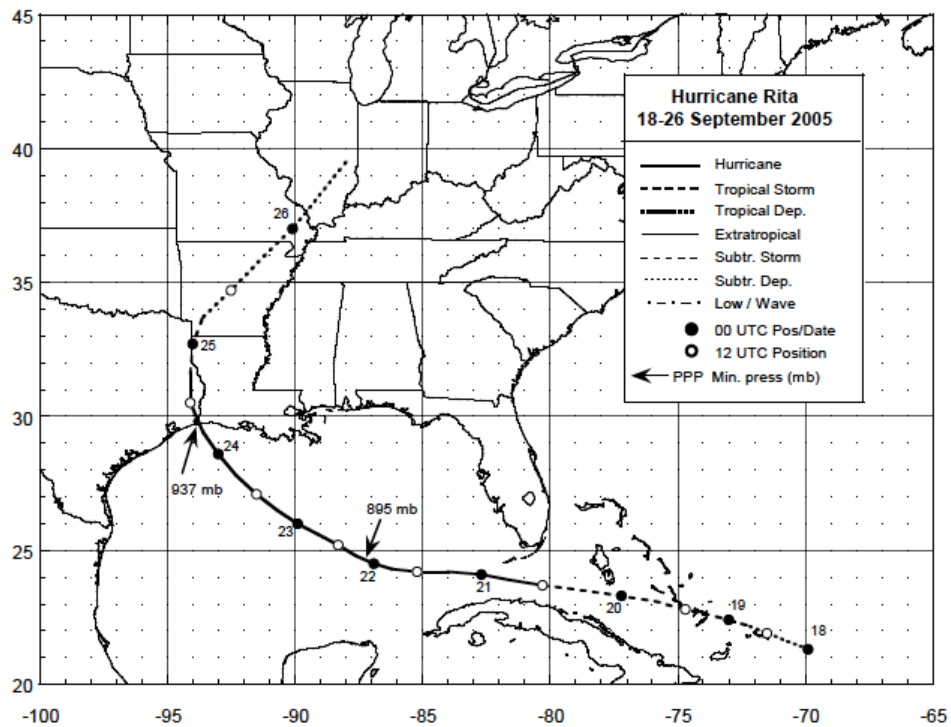 45
40
35
30
25
20
-100
-95
-90
-85
-80
-75
-70
-65
Hurricane Rita
18-26 September 2005
Hurricane
Tropical Storm
Tropical Dep.
Extratropical
Subtr. Storm
Subtr. Dep.
Low / Wave
00 UTC Pos/Date
12 UTC Position
PPP Min. press (mb)
26
25
24
937 mb
895 mb
23
22
21
20
19
18